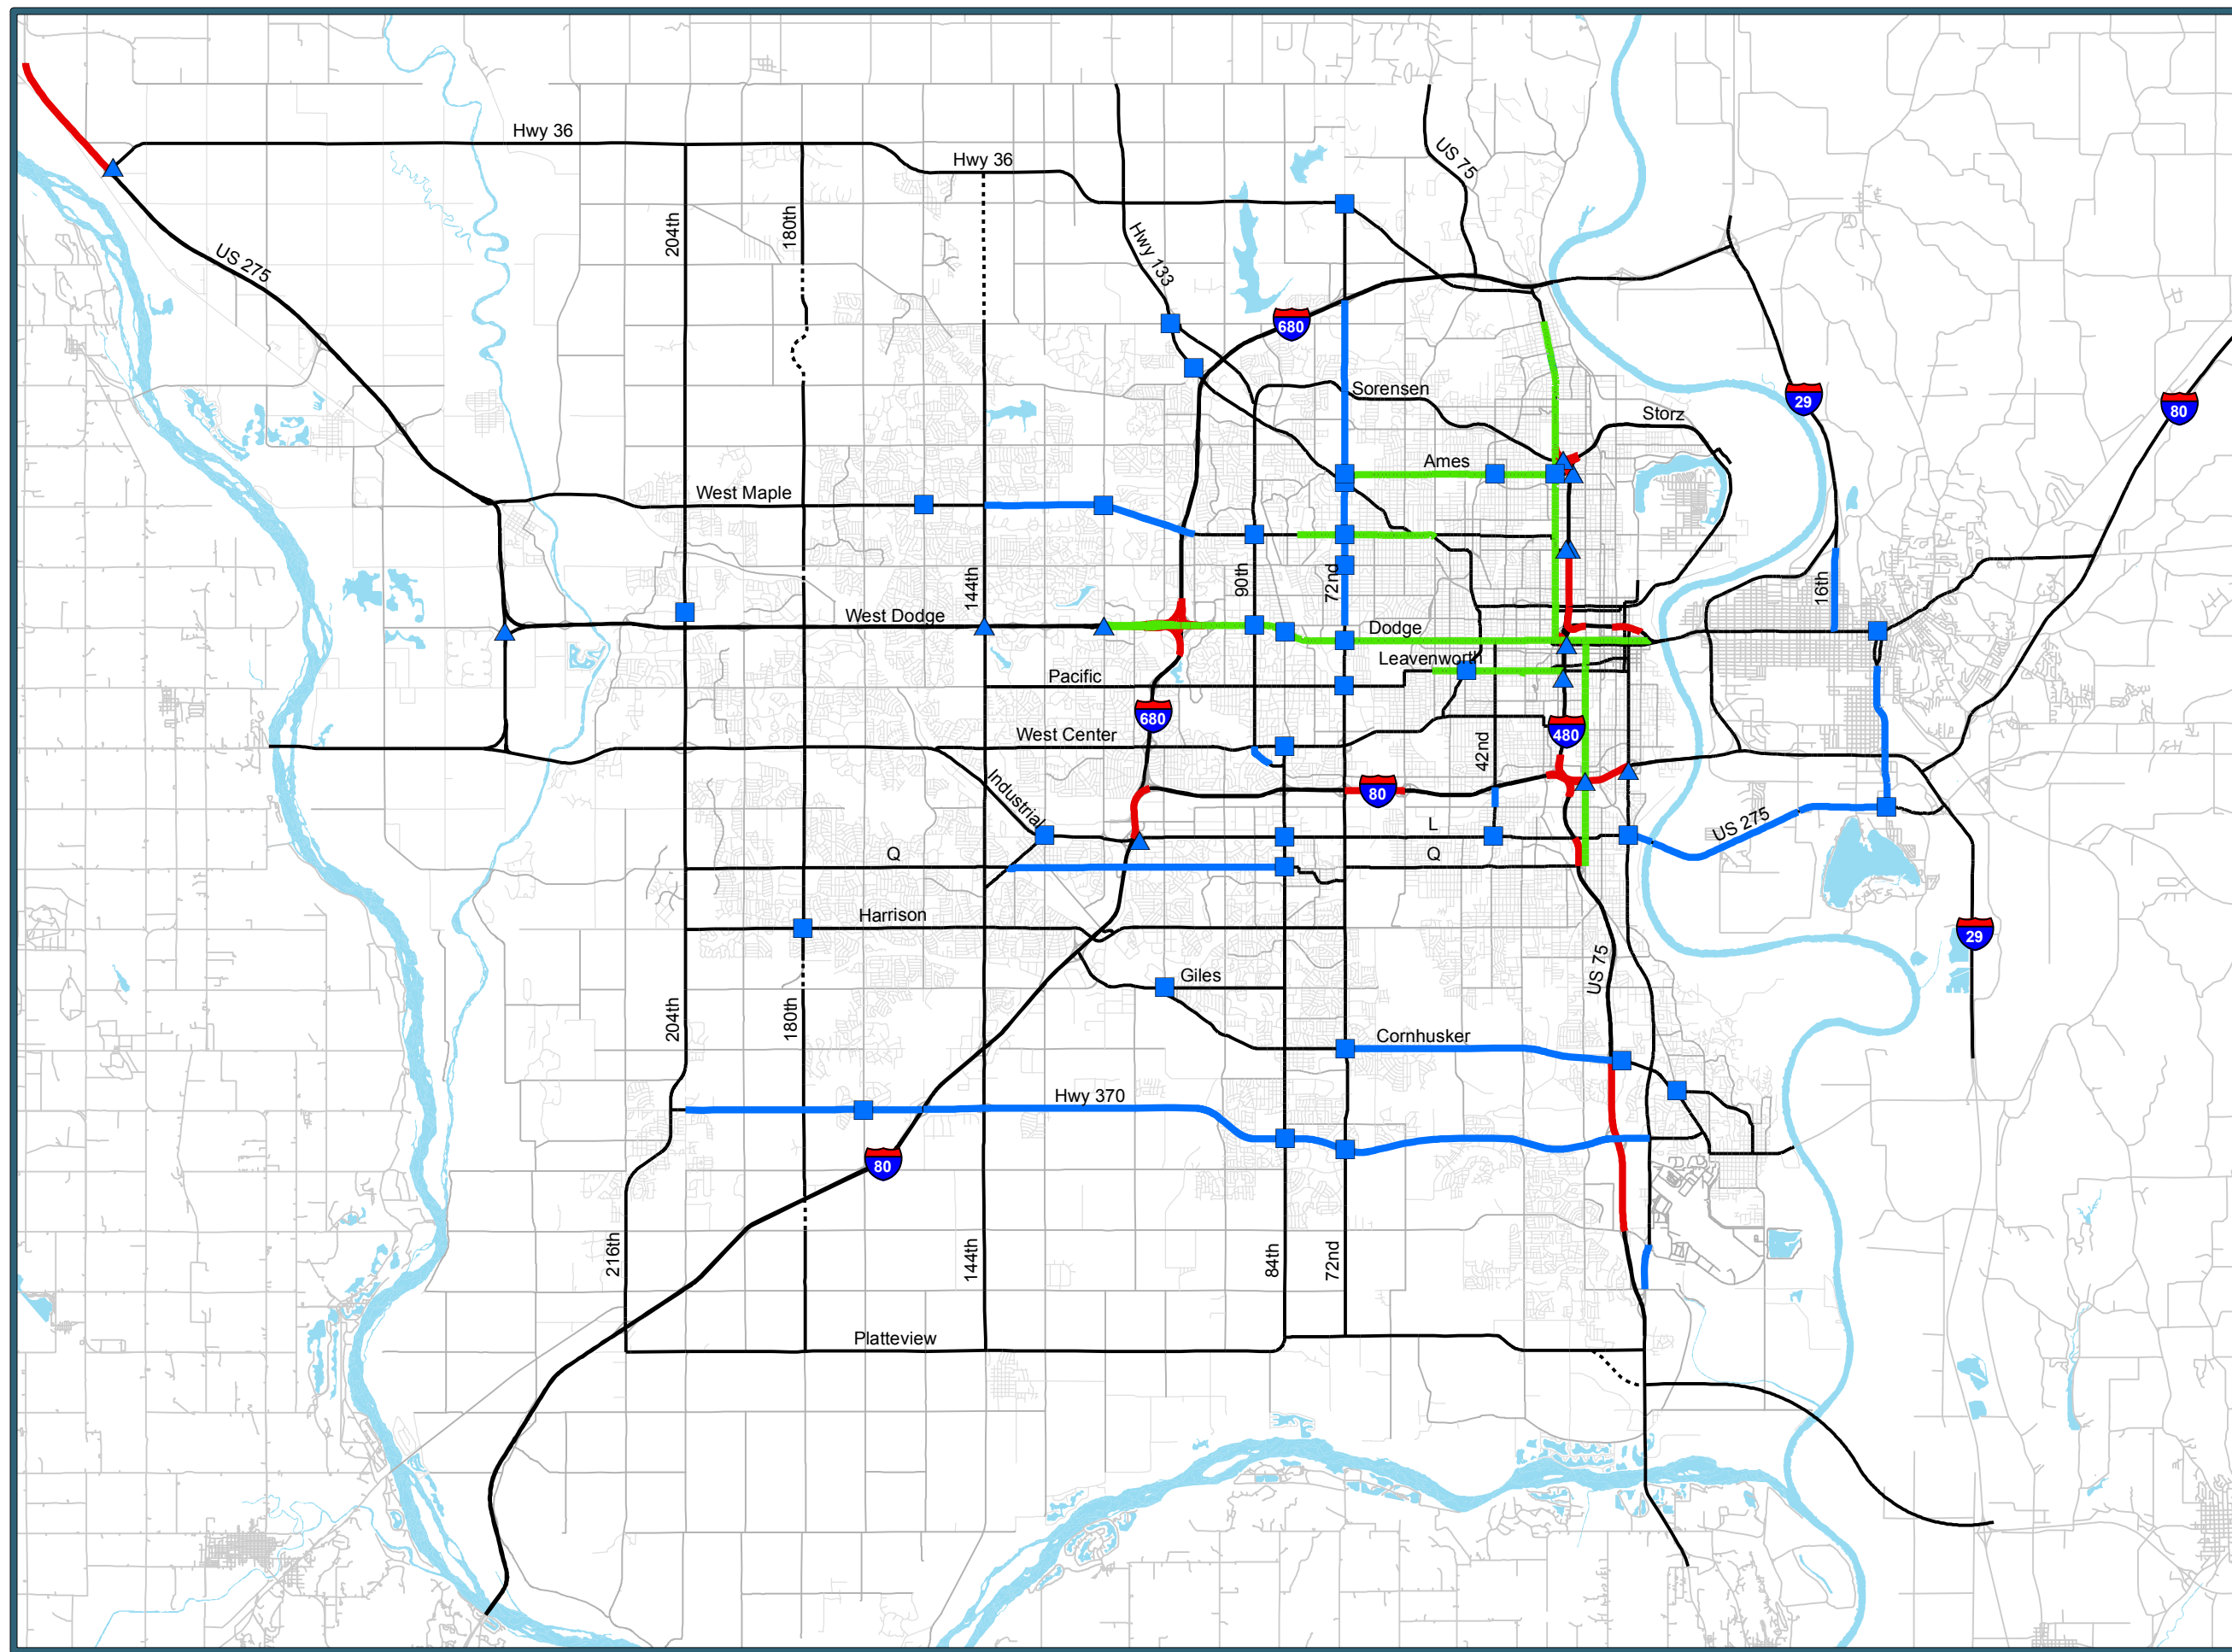 Hwy 36
Hwy 36
US 75
204th
180th
Hwy 133
US 275
680
29
80
Sorensen
Storz
Ames
West Maple
144th
90th
72nd
16th
West Dodge
Dodge
Leavenworth
Pacific
680
480
West Center
42nd
Industrial
80
L
US 275
Q
Q
Harrison
29
US 75
Giles
204th
180th
Cornhusker
Hwy 370
80
216th
144th
84th
72nd
Platteview